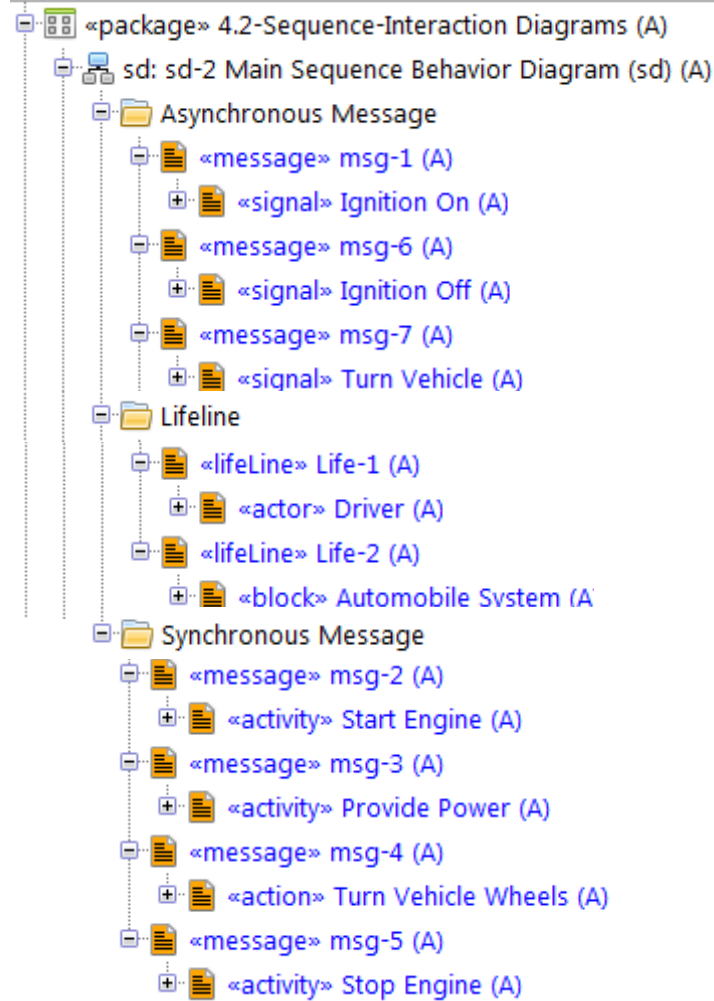 «package» 4.2-Sequence-Interaction Diagrams (A)
sd: sd-2 Main Sequence Behavior Diagram (sd) (A)
Asynchronous Message
«message» msg-1 (A)
«signal» Ignition On (A)
«message» msg-6 (A)
«signal» Ignition Off (A)
«message» msg-7 (A)
«signal» Turn Vehicle (A)
Lifeline
«lifeLine» Life-1 (A)
«actor» Driver (A)
«lifeLine» Life-2 (A)
«block» Automobile System (A
Synchronous Message
«message» msg-2 (A)
«activity» Start Engine (A)
«message» msg-3 (A)
«activity» Provide Power (A)
«message» msg-4 (A)
«action» Turn Vehicle Wheels (A)
«message» msg-5 (A)
«activity» Stop Engine (A)